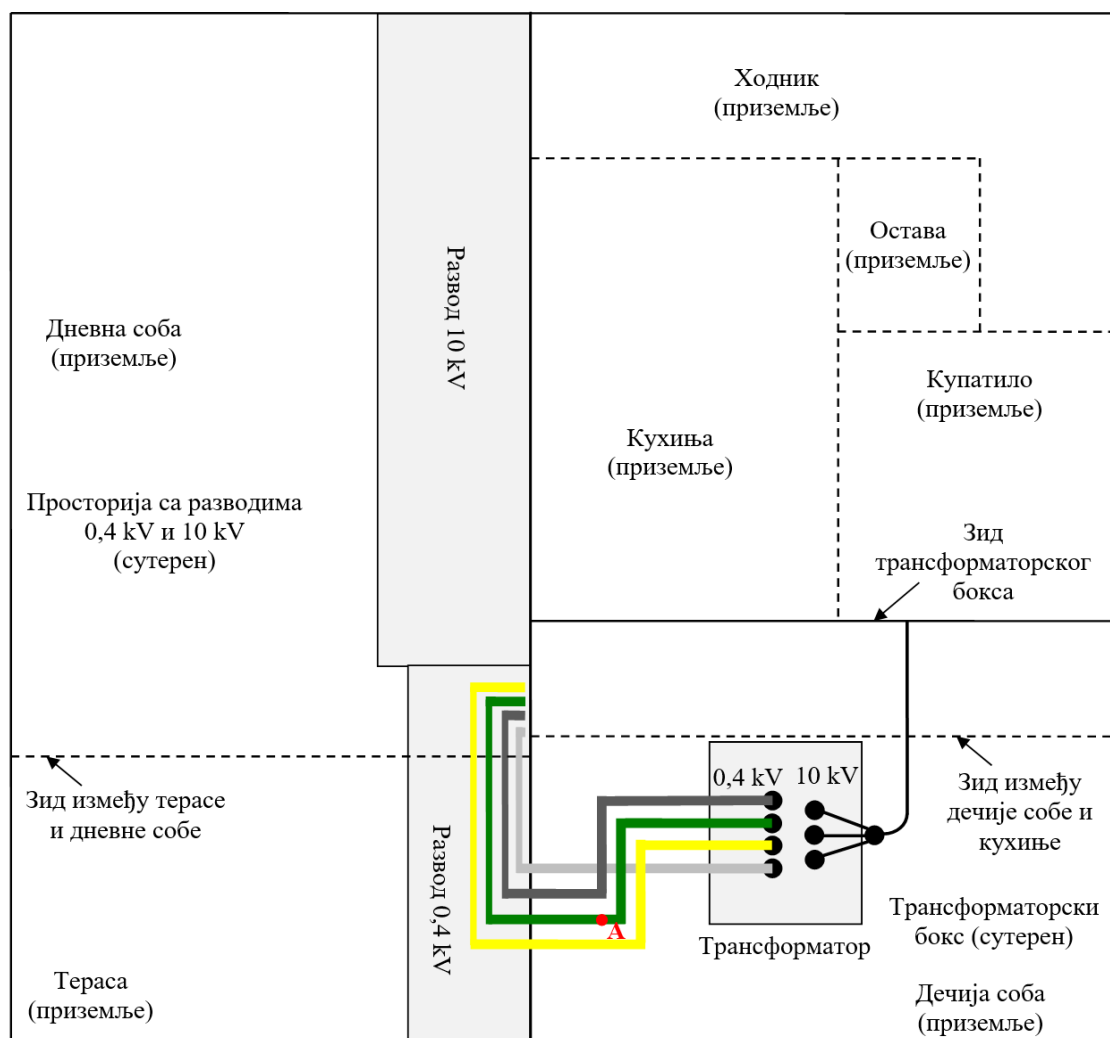 Ходник
(приземље)
Остава
(приземље)
Развод 10 kV
Дневна соба
(приземље)
Купатило
(приземље)
Кухиња
(приземље)
Просторија са разводима
0,4 kV и 10 kV
(сутерен)
Зид
трансформаторског
бокса
0,4 kV
10 kV
Зид између терасе
и дневне собе
Зид између
дечије собе и
кухиње
Развод 0,4 kV
A
Трансформатор
Трансформаторски
бокс (сутерен)
Тераса
(приземље)
Дечија соба
(приземље)